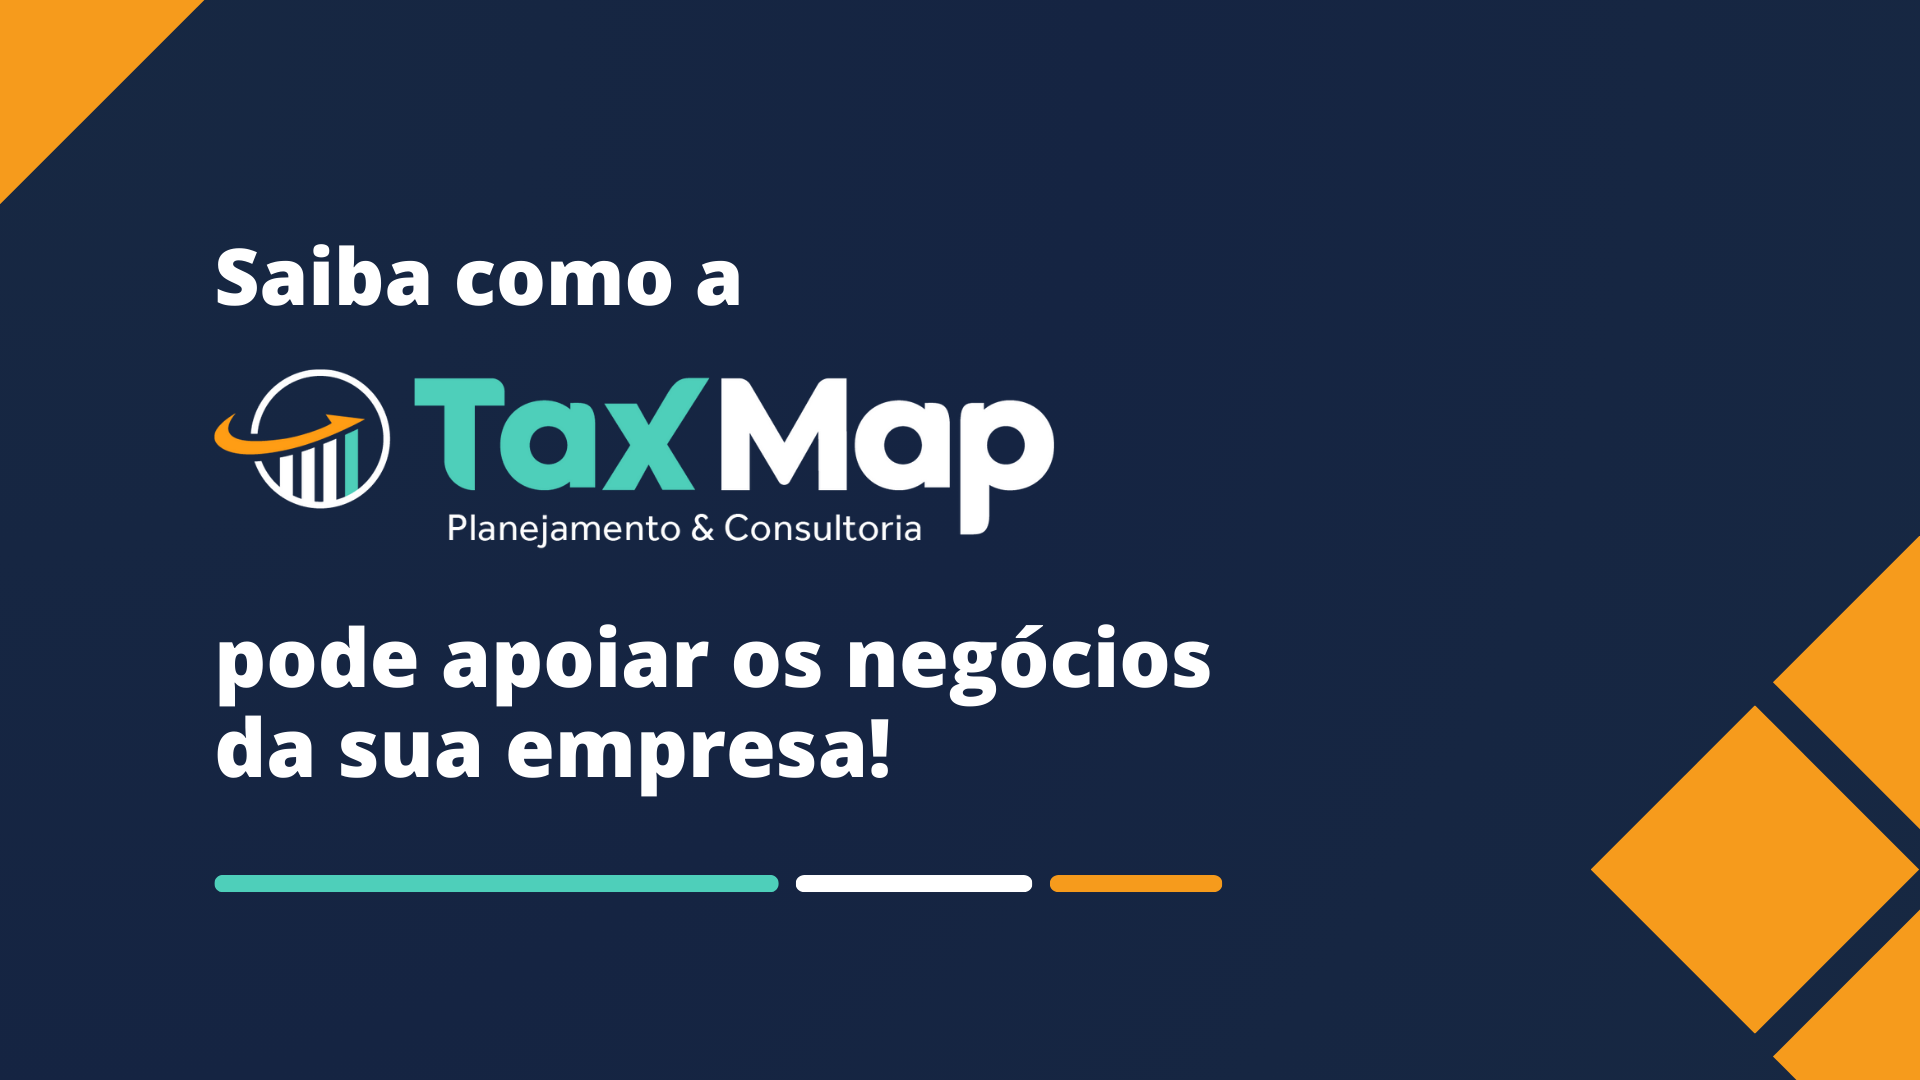 Saiba como a
TaxMap
Planejamento & Consultoria
pode apoiar os negócios
da sua empresa!